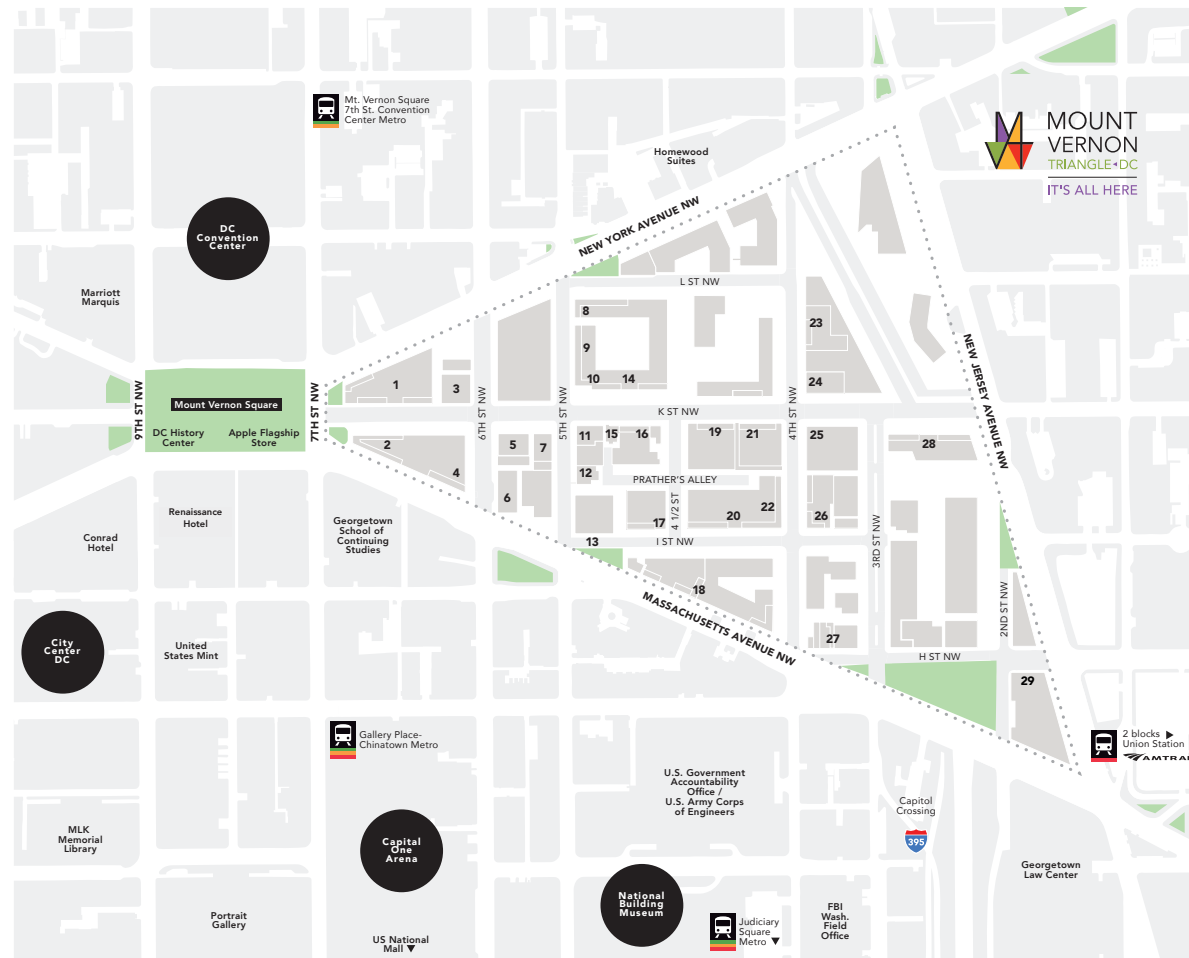 Mt. Vernon Square
7th St. Convention
Center Metro
MOUNT
VERNON
TRIANGLE DC
IT'S ALL HERE
Homewood
Suites
NEW YORK AVENUE NW
DC
Convention
Center
Marriott
Marquis
L ST NW
8
23
9
NEW JERSEY AVENUE NW
10
14
24
1
3
9TH ST NW
Mount Vernon Square
7TH ST NW
6TH ST NW
5TH ST NW
K ST NW
4TH ST NW
DC History
Center
Apple Flagship
Store
2
4
5
7
11
15
16
19
21
25
28
12
PRATHER'S ALLEY
6
17
4 1/2 ST
20
22
26
Renaissance
Hotel
Georgetown
School of
Continuing
Studies
Conrad
Hotel
13
I ST NW
3RD ST NW
18
MASSACHUSETTS AVENUE NW
2ND ST NW
27
City
Center
DC
United
States Mint
H ST NW
29
Gallery Place-
Chinatown Metro
2 blocks
Union Station
U.S. Government
Accountability
Office /
U.S. Army Corps
of Engineers
Capitol
Crossing
395
MLK
Memorial
Library
Capital
One
Arena
Georgetown
Law Center
National
Building
Museum
Portrait
Gallery
US National
Mall
Judiciary
Square
Metro
FBI
Wash.
Field
Office